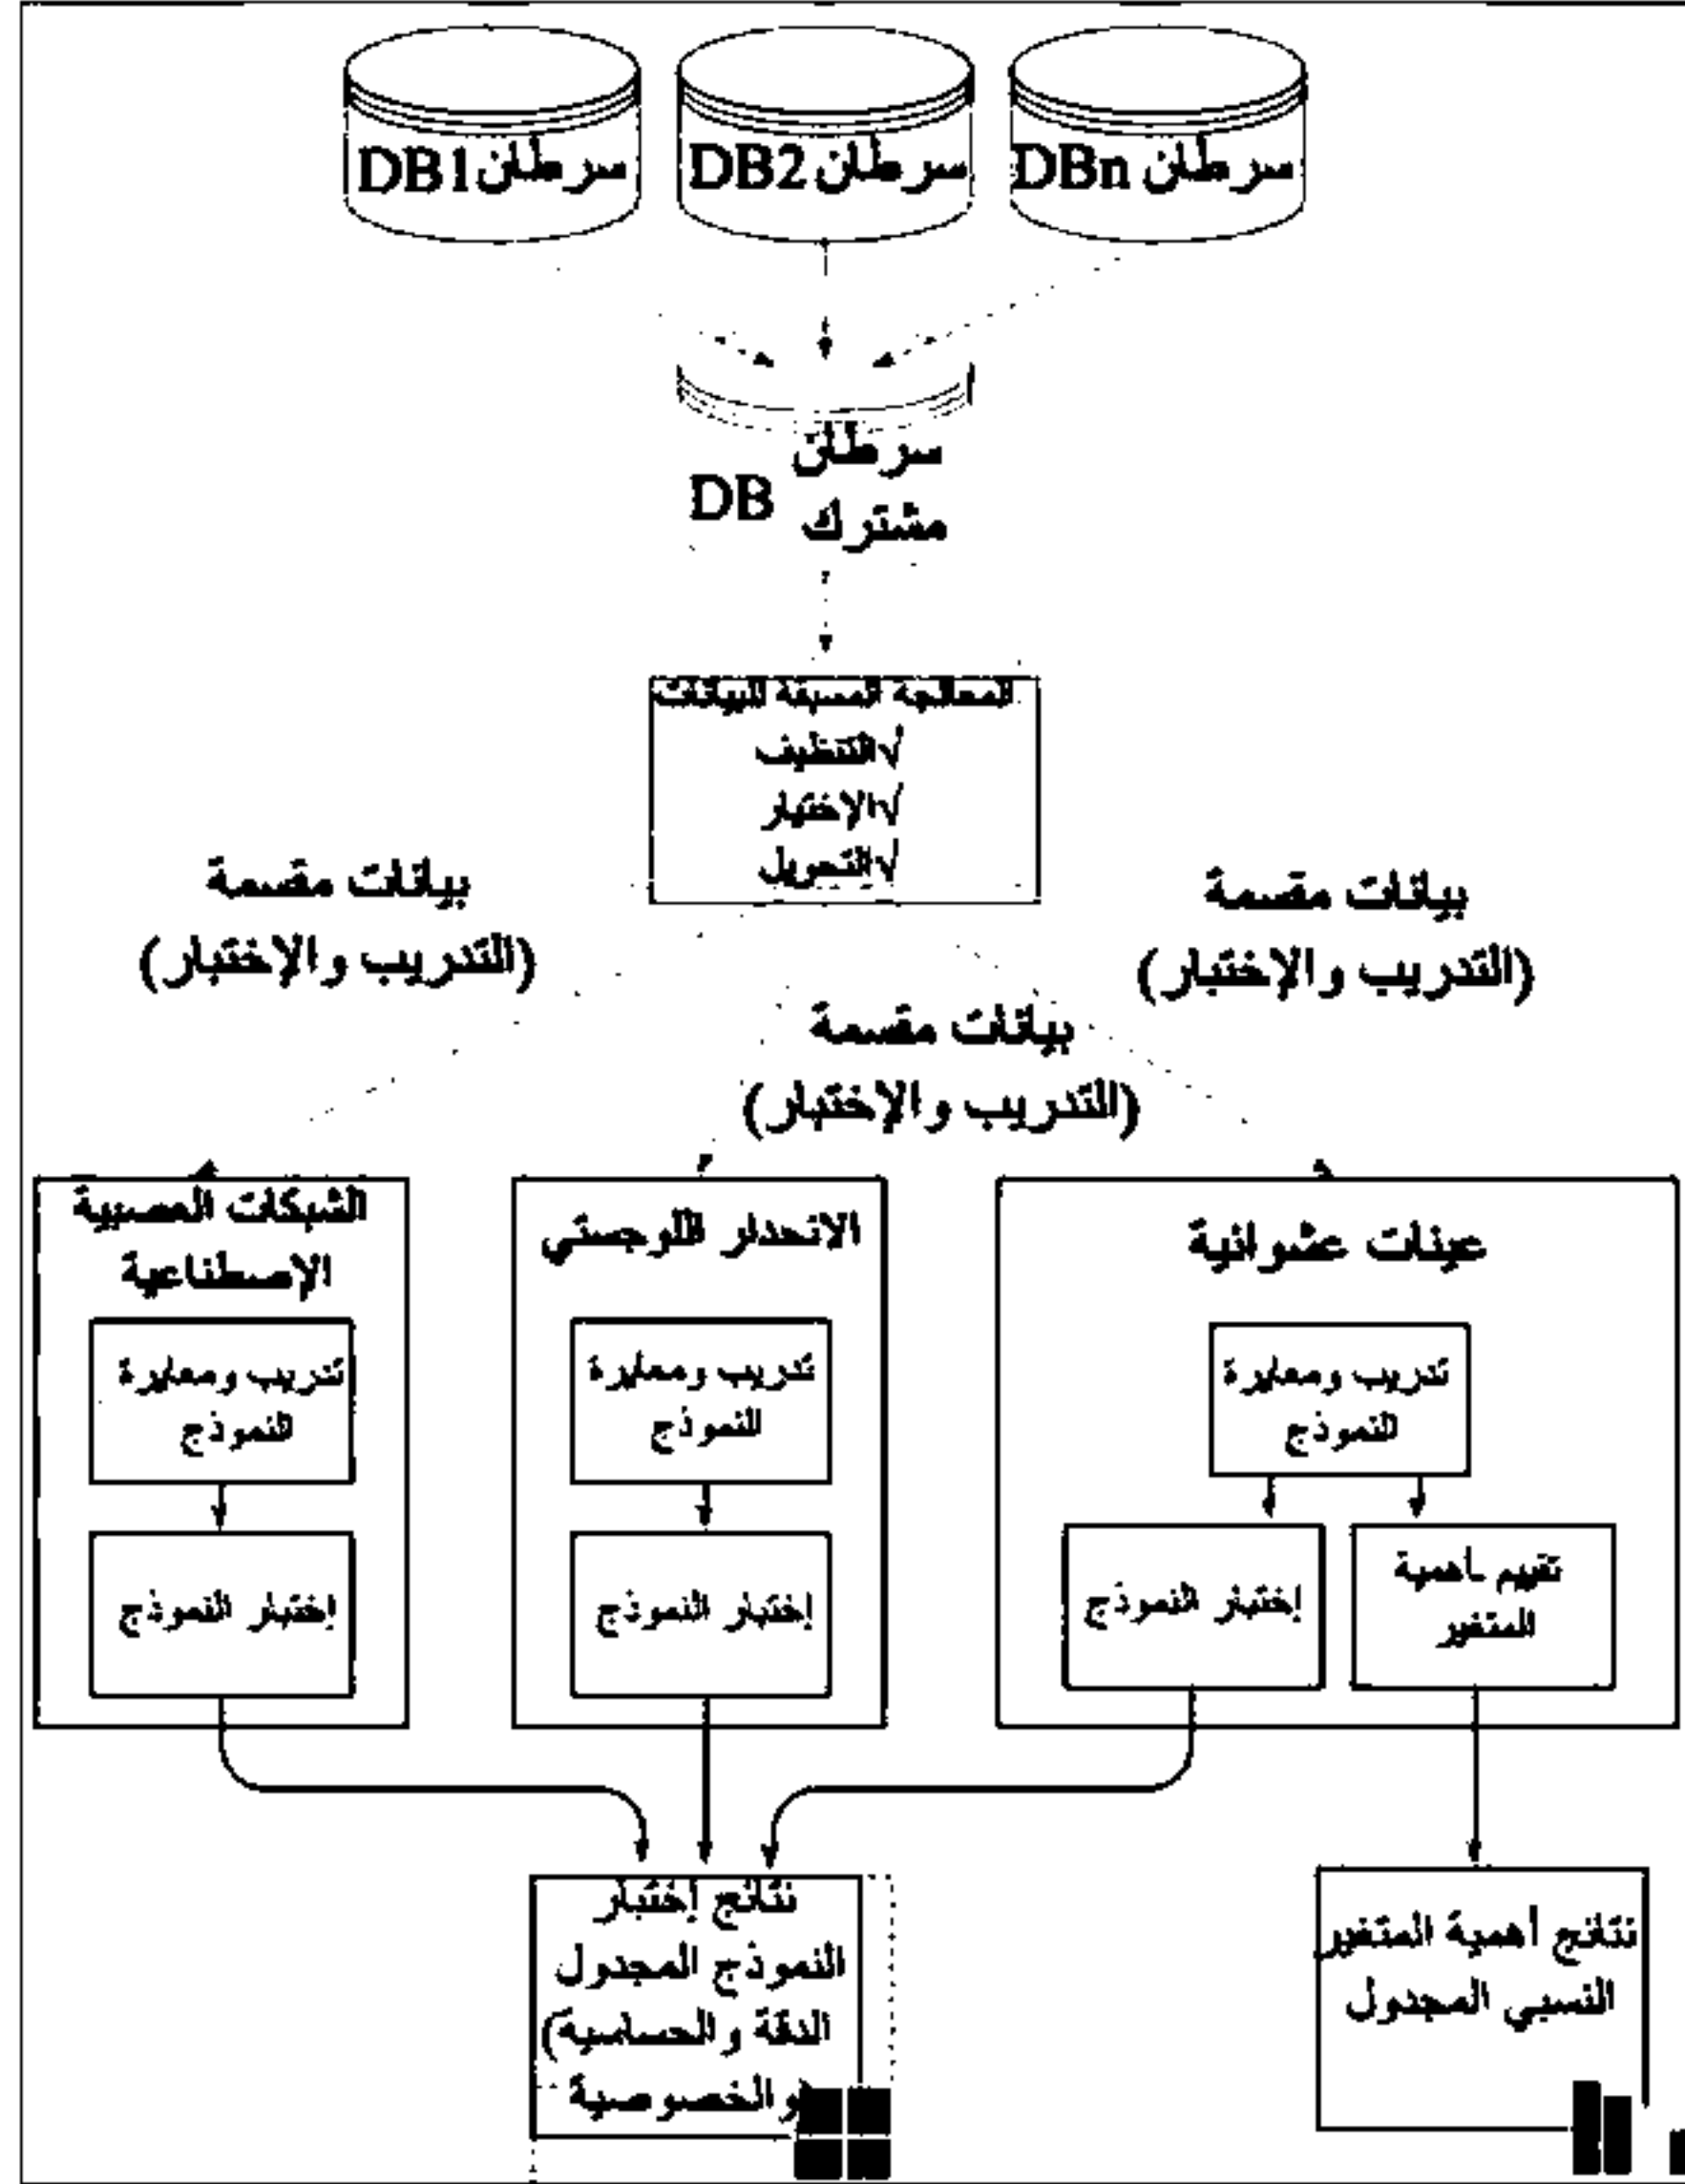 سرطان DB1
سرطان DB2
سرطان DBn
سرطان
مشترك DB
المعالجة المسبقة للبيانات
√التنظيف
√الإختيار
√التحويل
بيانات مقسمة
(التدريب والإختبار)
بيانات مقسمة
(التدريب والإختبار)
بيانات مقسمة
(التدريب والإختبار)
الشبكات العصبية
الإصطناعية
تدريب ومعايرة
النموذج
إختبار النموذج
الانحدار اللوجستي
تدريب ومعايرة
النموذج
إختبار النموذج
عينات عشوائية
تدريب ومعايرة
النموذج
إختبار النموذج
تقييم أهمية
المتغير
نتائج إختبار
النموذج المجدول
(الدقة والحساسية
والخصوصية
نتائج أهمية المتغير
النسبي المجدول